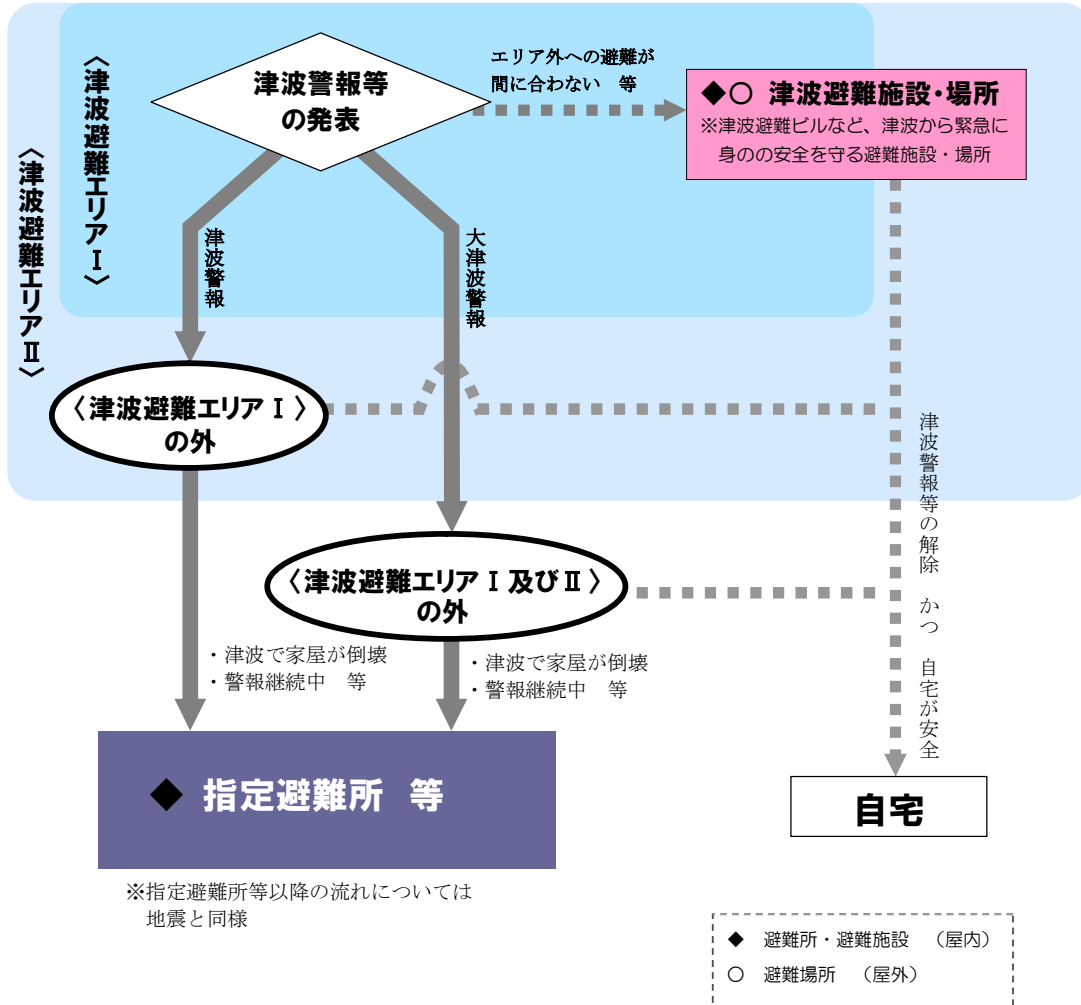 〈津波避難エリアⅠ〉
〈津波避難エリアⅡ〉
津波警報等
の発表
エリア外への避難が
間に合わない 等
◆○ 津波避難施設・場所
※津波避難ビルなど、津波から緊急に
身のの安全を守る避難施設・場所
津波警報
大津波警報
〈津波避難エリアⅠ〉
の外
〈津波避難エリアⅠ及びⅡ〉
の外
津波警報等の解除 かつ 自宅が安全
・津波で家屋が倒壊
・警報継続中 等
・津波で家屋が倒壊
・警報継続中 等
◆ 指定避難所 等
自宅
※指定避難所等以降の流れについては
地震と同様
◆ 避難所・避難施設 (屋内)
○ 避難場所 (屋外)